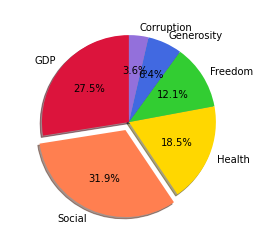 Corruption
Generosity
GDP
3.6%
6.4%
Freedom
27.5%
12.1%
18.5%
Health
31.9%
Social